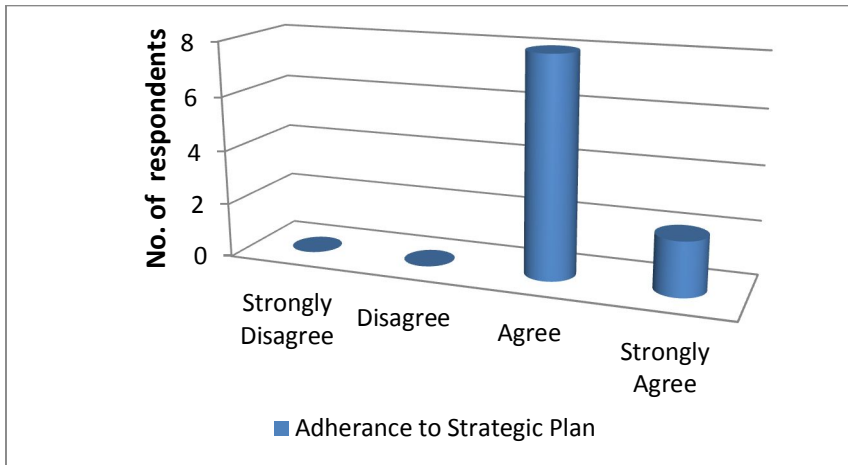 No. of respondents
8
6
4
2
0
Strongly
Disagree
Disagree
Agree
Strongly
Agree
Adherance to Strategic Plan